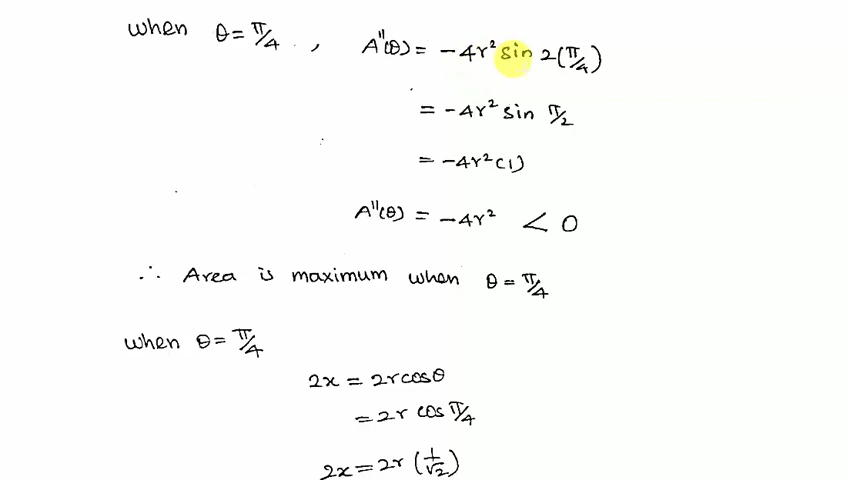 when θ = π/4 , A''(θ) = -4r² sin 2(π/4)
= -4r² sin π/2
= -4r² (1)
A''(θ) = -4r² < 0
∴ Area is maximum when θ = π/4
when θ = π/4
2x = 2r cosθ
= 2r cos π/4
2x = 2r (1/√2)